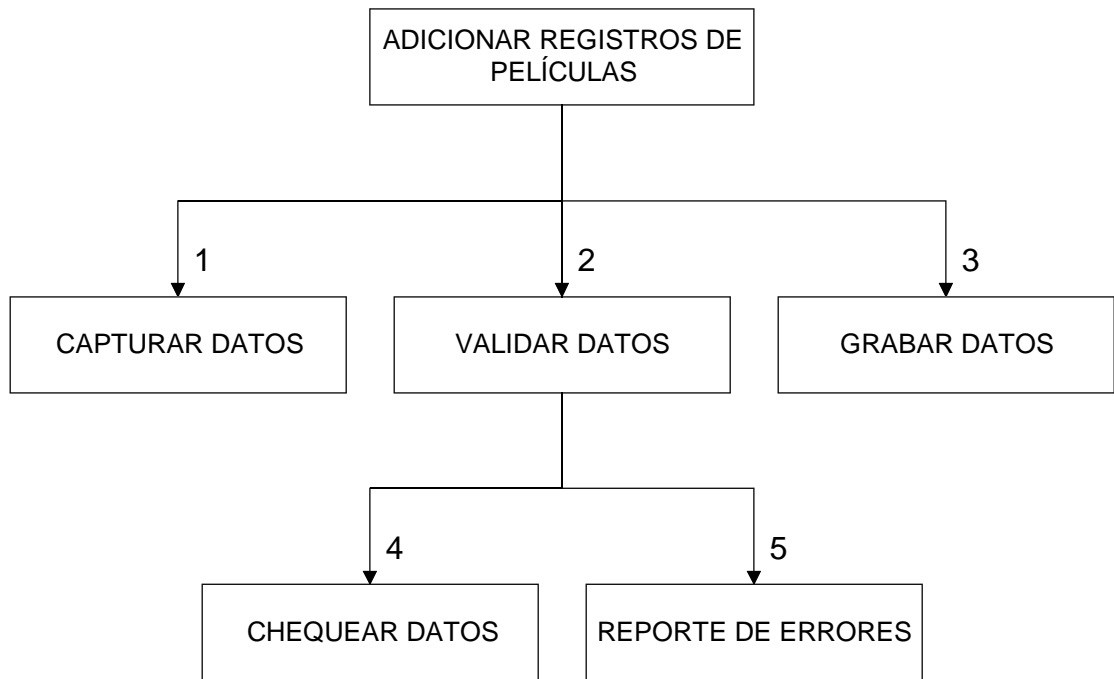 ADICIONAR REGISTROS DE
PELÍCULAS
1
2
3
CAPTURAR DATOS
VALIDAR DATOS
GRABAR DATOS
4
5
CHEQUEAR DATOS
REPORTE DE ERRORES